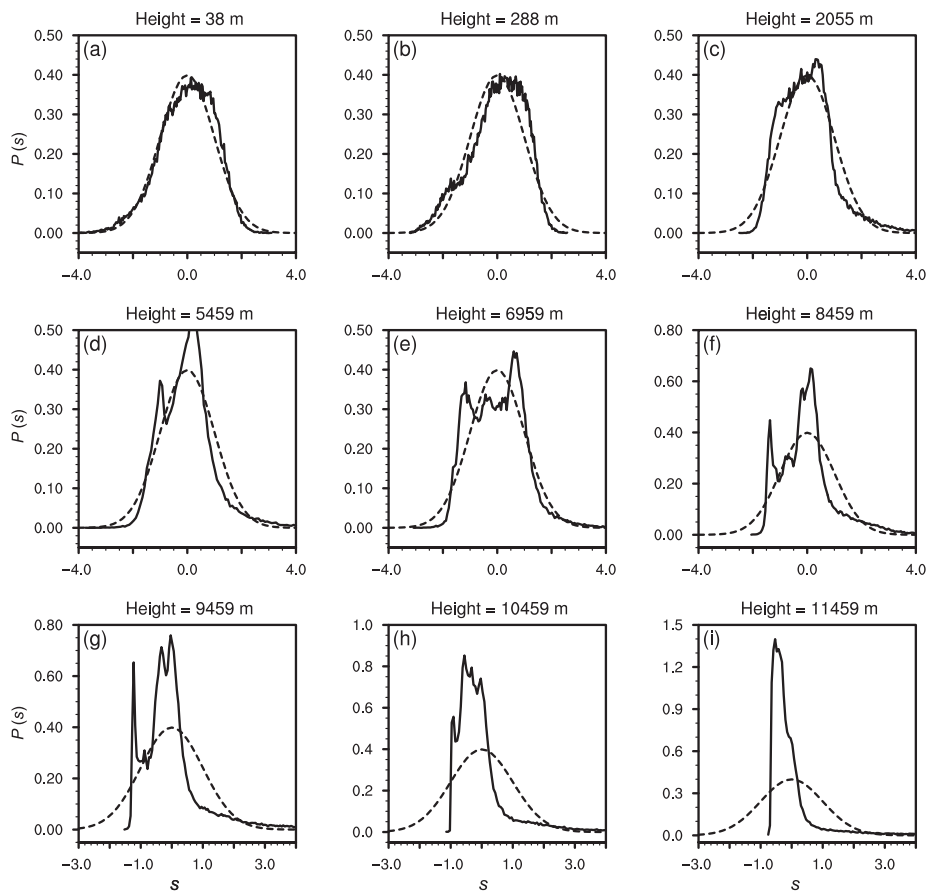 Height = 38 m Height = 288 m Height = 2055 m
0.50 (a) 0.50 (b) 0.50 (c)
0.40 0.40 0.40
0.30 0.30 0.30
P (s)
0.20 0.20 0.20
0.10 0.10 0.10
0.00 0.00 0.00
−4.0 0.0 4.0 −4.0 0.0 4.0 −4.0 0.0 4.0
Height = 5459 m Height = 6959 m Height = 8459 m
0.50 (d) 0.50 (e) 0.80 (f)
0.40 0.40 0.60
0.30 0.30 0.40
P (s)
0.20 0.20 0.20
0.10 0.10
0.00 0.00 0.00
−4.0 0.0 4.0 −4.0 0.0 4.0 −4.0 0.0 4.0
Height = 9459 m Height = 10459 m Height = 11459 m
0.80 (g) 1.0 (h) 1.5 (i)
0.60 0.8 1.2
P (s)
0.40 0.6 0.9
0.20 0.4 0.6
0.00 0.2 0.3
0.0 0.0
−3.0 −1.0 1.0 3.0 −3.0 −1.0 1.0 3.0 −3.0 −1.0 1.0 3.0
s s s